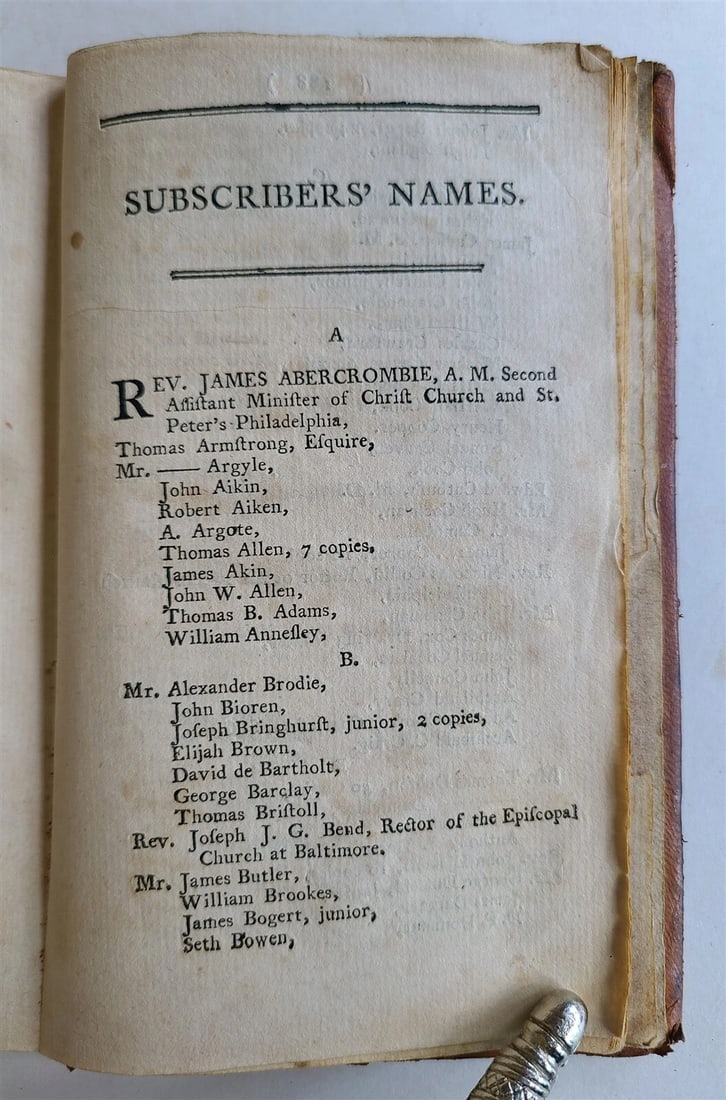 SUBSCRIBERS' NAMES.
A
REV. JAMES ABERCROMBIE, A. M. Second
Aſſiſtant Miniſter of Chriſt Church and St.
Peter's Philadelphia,
Thomas Armſtrong, Eſquire,
Mr. —— Argyle,
John Aikin,
Robert Aiken,
A. Argote,
Thomas Allen, 7 copies,
James Akin,
John W. Allen,
Thomas B. Adams,
William Anneſley,
B.
Mr. Alexander Brodie,
John Bioren,
Joſeph Bringhurſt, junior, 2 copies,
Elijah Brown,
David de Bartholt,
George Barclay,
Thomas Briſtoll,
Rev. Joſeph J. G. Bend, Rector of the Epiſcopal
Church at Baltimore.
Mr. James Butler,
William Brookes,
James Bogert, junior,
Seth Bowen,